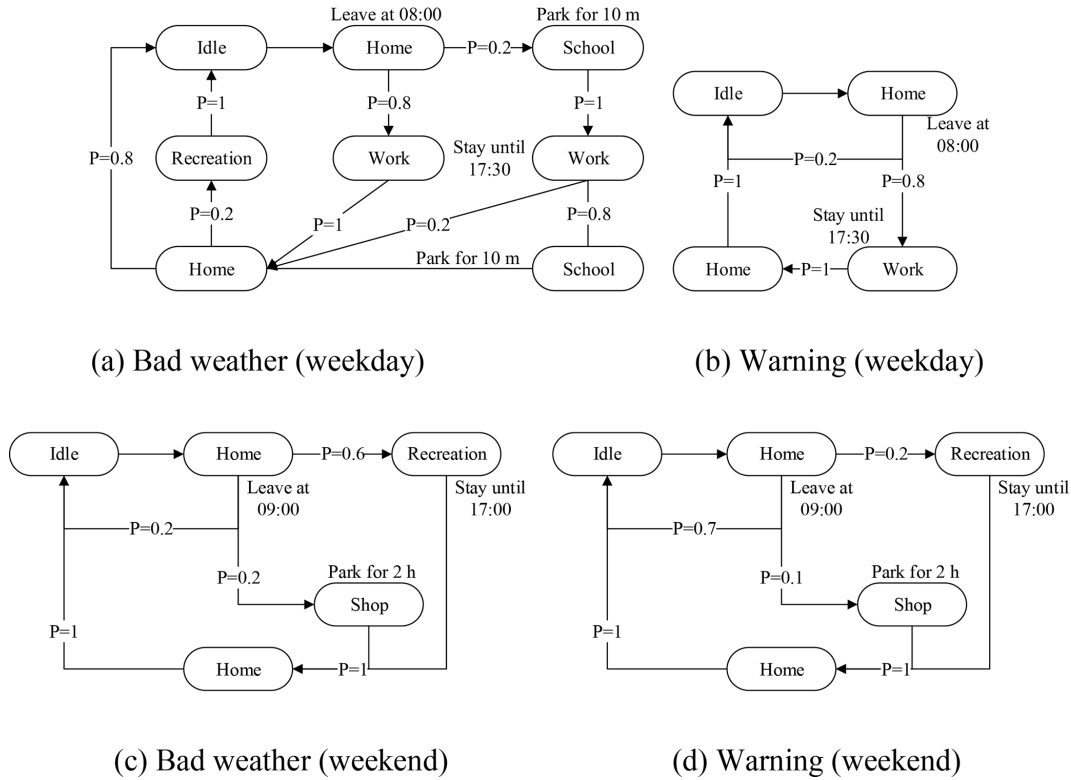 Leave at 08:00
Park for 10 m
Idle
Home
P=0.2
School
P=1
P=0.8
P=1
P=0.8
Recreation
Work
Stay until
17:30
Work
P=0.2
P=1
P=0.2
P=0.8
Home
Park for 10 m
School
(a) Bad weather (weekday)
Idle
Home
Leave at
08:00
P=0.2
P=1
P=0.8
Stay until
17:30
Home
P=1
Work
(b) Warning (weekday)
Idle
Home
P=0.6
Recreation
Leave at
09:00
Stay until
17:00
P=0.2
P=0.2
Park for 2 h
Shop
P=1
Home
P=1
(c) Bad weather (weekend)
Idle
Home
P=0.2
Recreation
Leave at
09:00
Stay until
17:00
P=0.7
P=0.1
Park for 2 h
Shop
P=1
Home
P=1
(d) Warning (weekend)